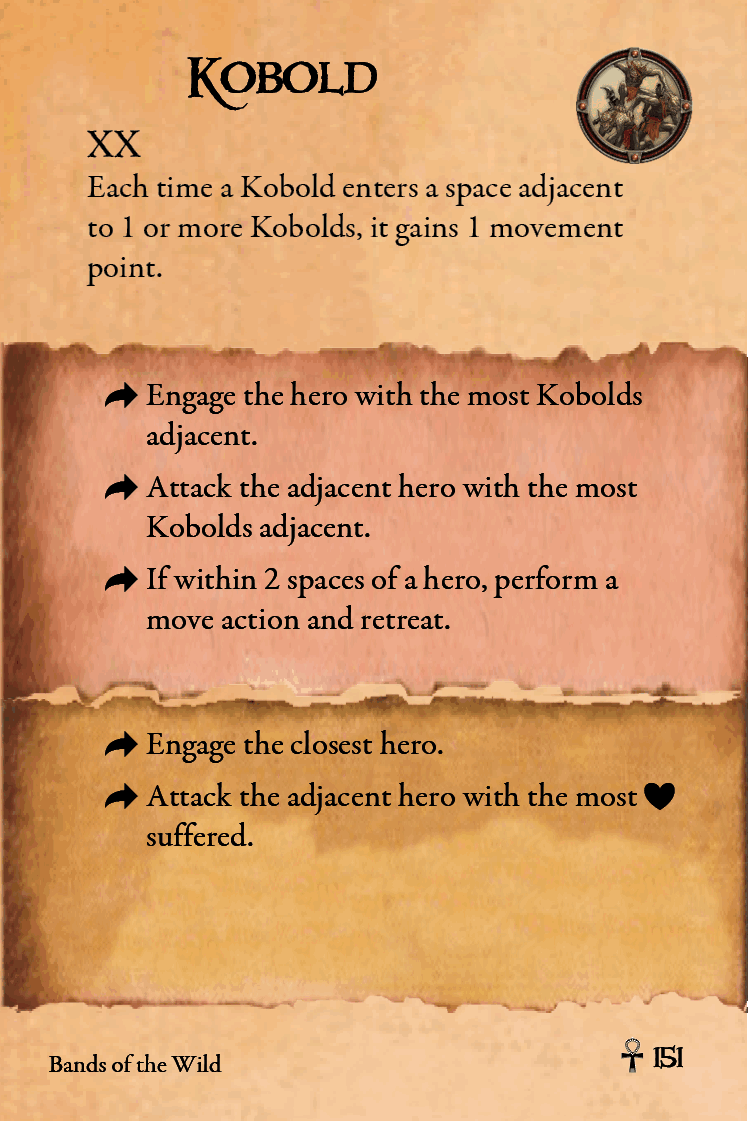 Kobold
XX
Each time a Kobold enters a space adjacent
to 1 or more Kobolds, it gains 1 movement
point.
Engage the hero with the most Kobolds
adjacent.
Attack the adjacent hero with the most
Kobolds adjacent.
If within 2 spaces of a hero, perform a
move action and retreat.
Engage the closest hero.
Attack the adjacent hero with the most ♥
suffered.
Bands of the Wild
☥ 151